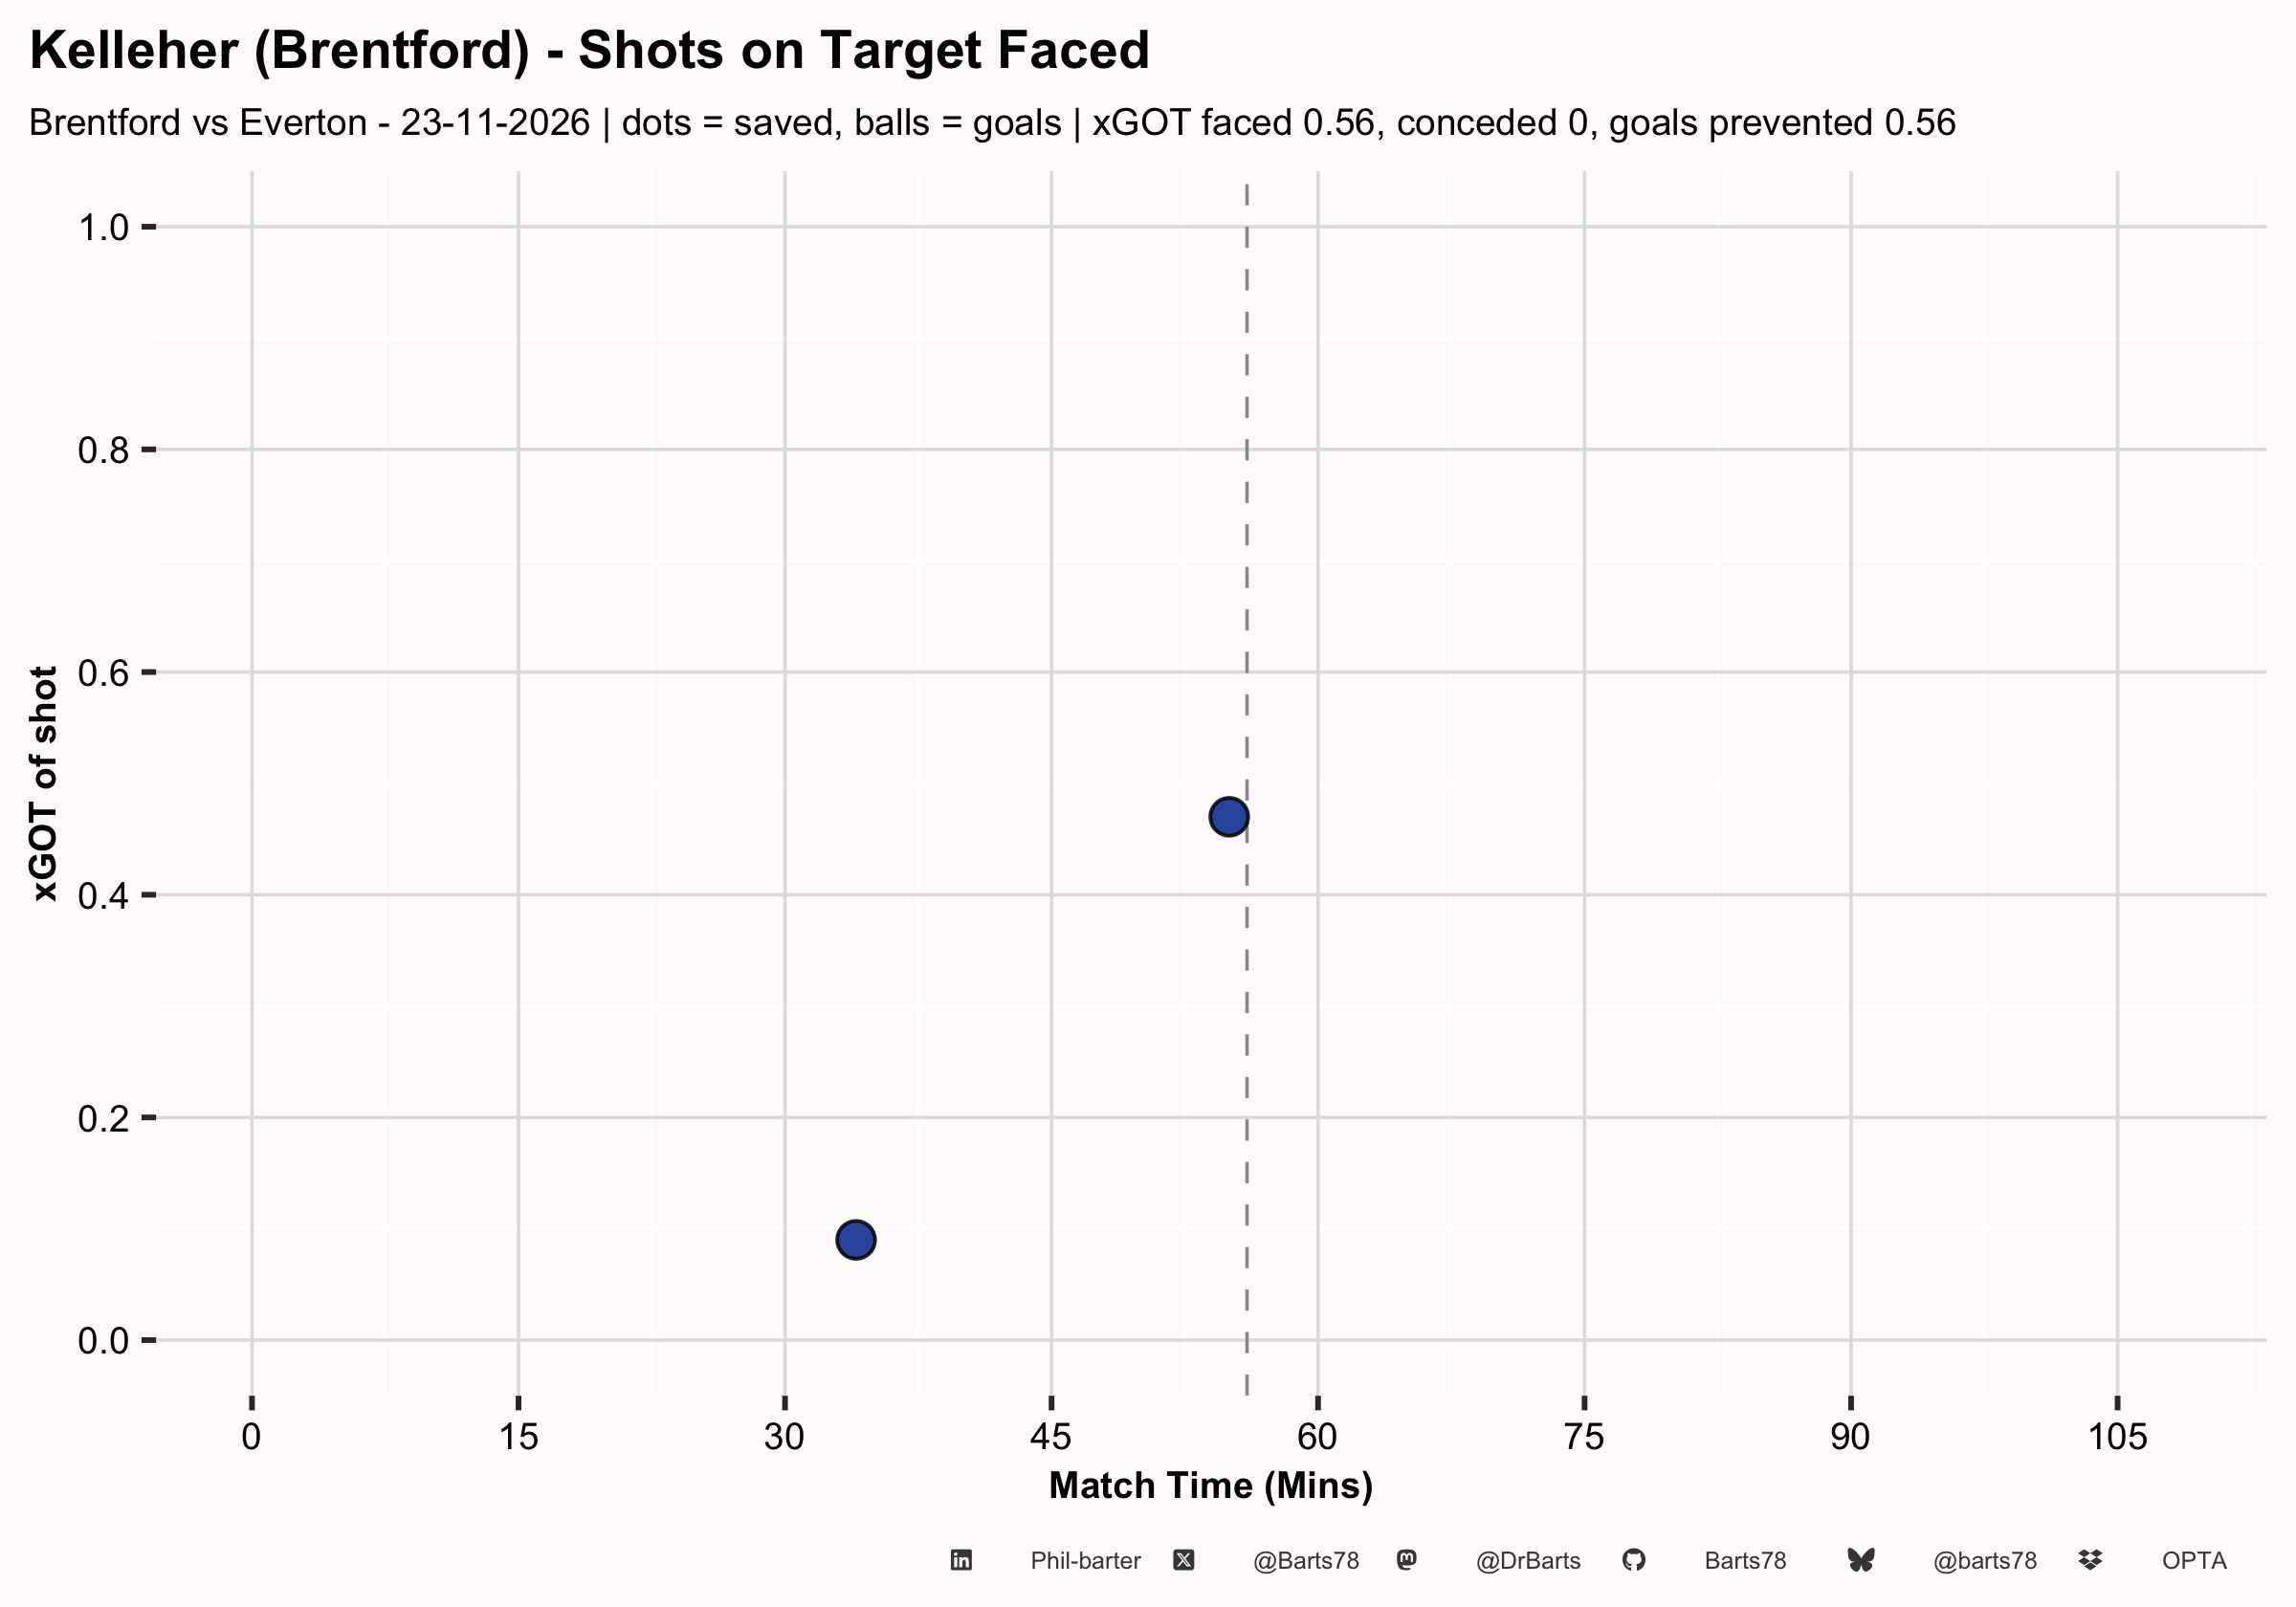 Kelleher (Brentford) - Shots on Target Faced
Brentford vs Everton - 23-11-2026 | dots = saved, balls = goals | xGOT faced 0.56, conceded 0, goals prevented 0.56
1.0
0.8
0.6
0.4
0.2
0.0
xGOT of shot
0 15 30 45 60 75 90 105
Match Time (Mins)
Phil-barter @Barts78 @DrBarts Barts78 @barts78 OPTA